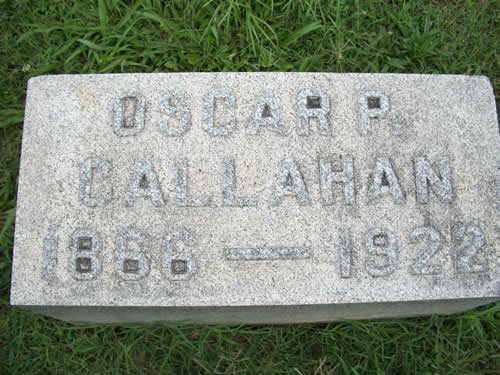 OSCAR P.
CALLAHAN
1866 — 1922